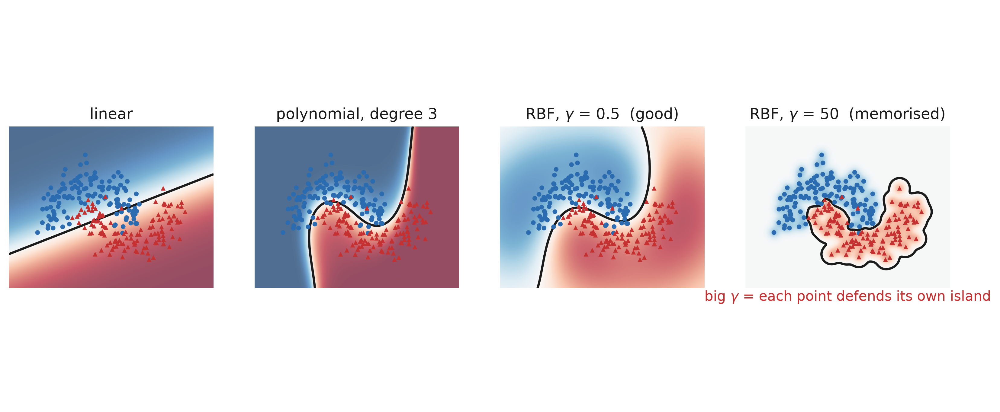 linear
polynomial, degree 3
RBF, γ = 0.5 (good)
RBF, γ = 50 (memorised)
big γ = each point defends its own island